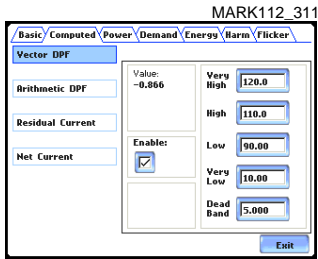 MARK112_311
Basic Computed Power Demand Energy Harm Flicker
Vector DPF
Arithmetic DPF
Residual Current
Net Current
Value:
-0.866
Enable:
Very High 120.0
High 110.0
Low 90.00
Very Low 10.00
Dead Band 5.000
Exit